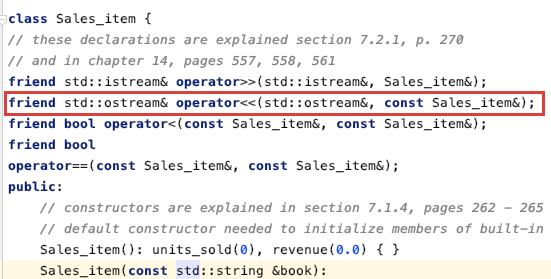 class Sales_item {
// these declarations are explained section 7.2.1, p. 270
// and in chapter 14, pages 557, 558, 561
friend std::istream& operator>>(std::istream&, Sales_item&);
friend std::ostream& operator<<(std::ostream&, const Sales_item&);
friend bool operator<(const Sales_item&, const Sales_item&);
friend bool
operator==(const Sales_item&, const Sales_item&);
public:
// constructors are explained in section 7.1.4, pages 262 - 265
// default constructor needed to initialize members of built-in
Sales_item(): units_sold(0), revenue(0.0) { }
Sales_item(const std::string &book):